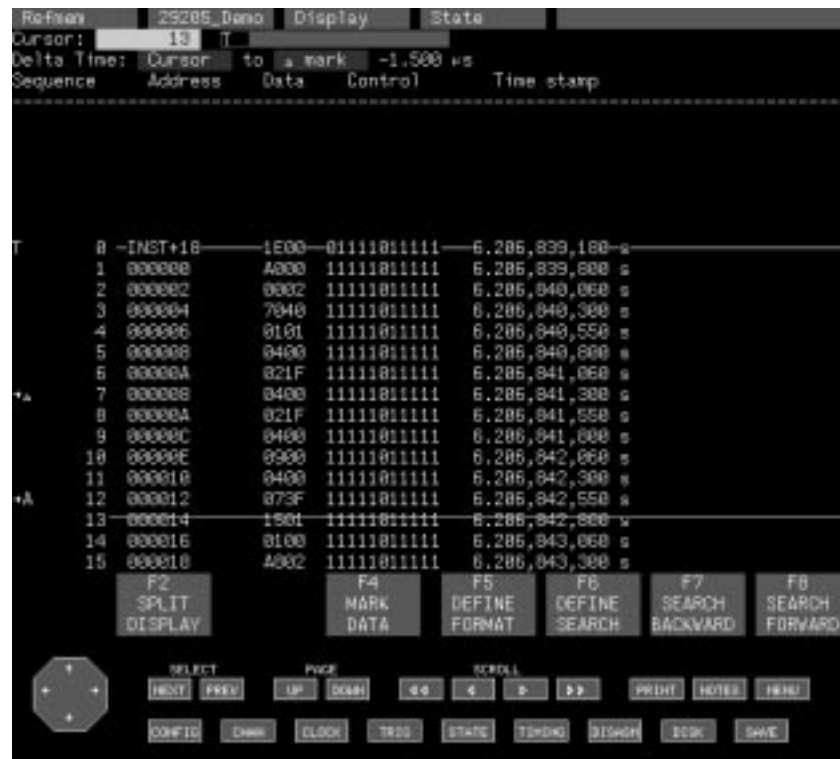 Refmem 29205_Demo Display State
Cursor: 13 T
Delta Time: Cursor to a mark -1.500 µs
Sequence Address Data Control Time stamp
T 0 -INST+18 1E00 01111011111 6.206,839,180 s
1 000000 A000 11111011111 6.206,839,800 s
2 000002 0002 11111011111 6.206,840,060 s
3 000004 7040 11111011111 6.206,840,300 s
4 000006 0101 11111011111 6.206,840,550 s
5 000008 0400 11111011111 6.206,840,800 s
6 00000A 021F 11111011111 6.206,841,060 s
7 000008 0400 11111011111 6.206,841,300 s
8 00000A 021F 11111011111 6.206,841,550 s
9 00000C 0400 11111011111 6.206,841,800 s
10 00000E 0900 11111011111 6.206,842,060 s
11 000010 0400 11111011111 6.206,842,300 s
A 12 000012 073F 11111011111 6.206,842,550 s
13 000014 1501 11111011111 6.206,842,800 s
14 000016 0100 11111011111 6.206,843,060 s
15 000018 A002 11111011111 6.206,843,300 s
F2 SPLIT DISPLAY
F4 MARK DATA
F5 DEFINE FORMAT
F6 DEFINE SEARCH
F7 SEARCH BACKWARD
F8 SEARCH FORWARD
SELECT PAGE SCROLL
NEXT PREV UP DOWN PRINT NOTES MENU
CONFIG CHAN CLOCK TRIG STATE TIMING DISASM DISK SAVE